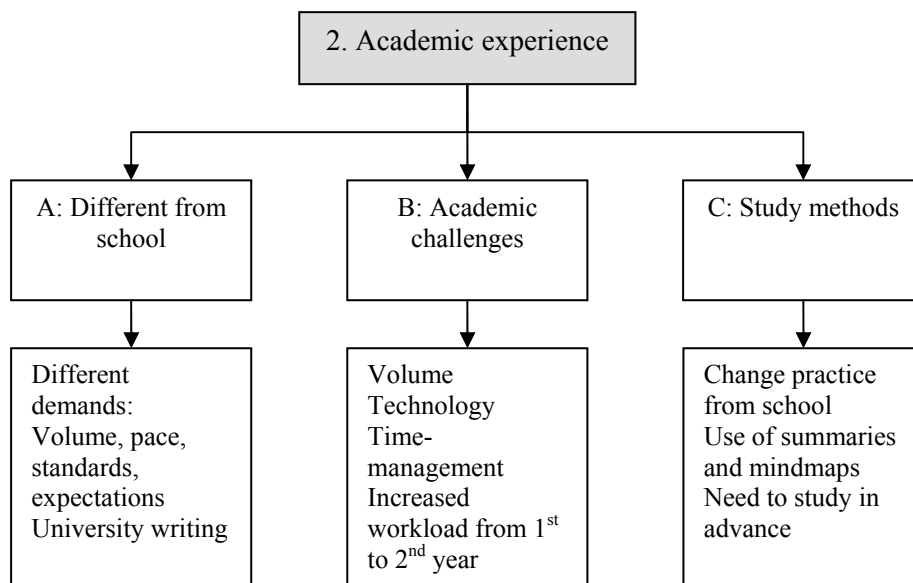 2. Academic experience
A: Different from
school
B: Academic
challenges
C: Study methods
Different
demands:
Volume, pace,
standards,
expectations
University writing
Volume
Technology
Time-
management
Increased
workload from 1st
to 2nd year
Change practice
from school
Use of summaries
and mindmaps
Need to study in
advance